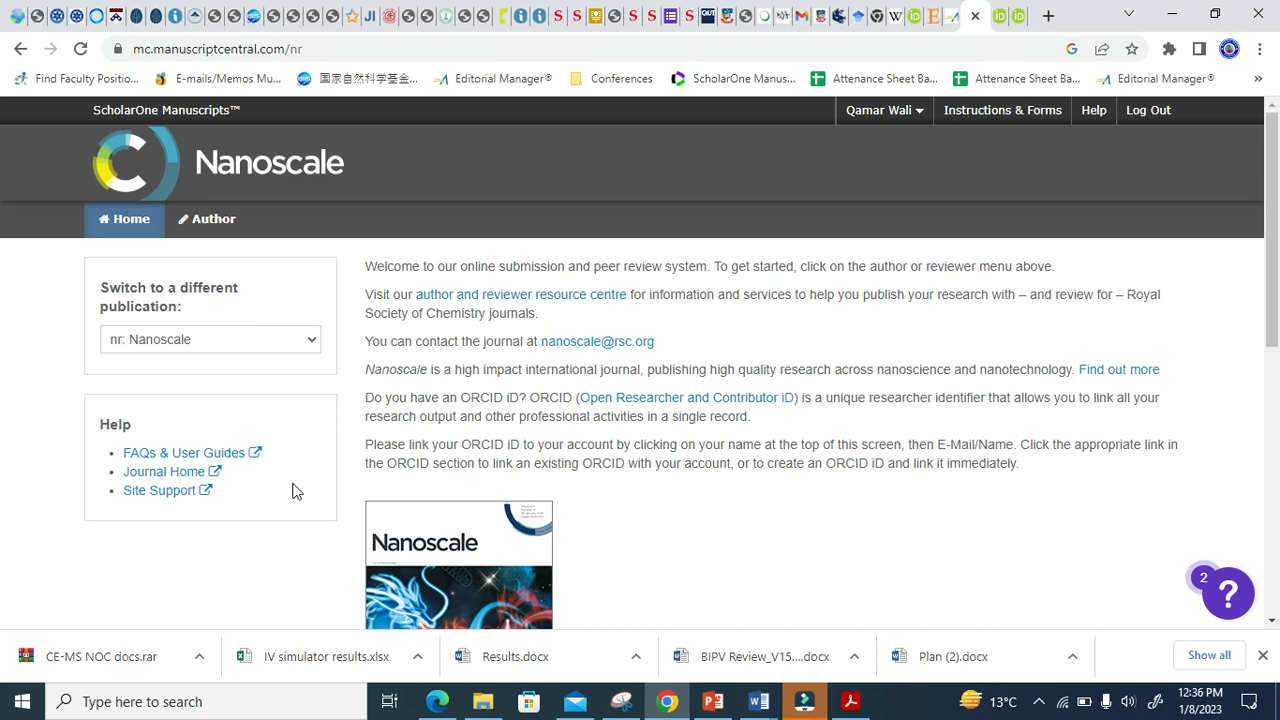 mc.manuscriptcentral.com/nr
Find Faculty Positio...
E-mails/Memos Mu...
国家自然科学基金...
Editorial Manager®
Conferences
ScholarOne Manus...
Attenance Sheet Ba...
Attenance Sheet Ba...
Editorial Manager®
»
ScholarOne Manuscripts™
Qamar Wali
Instructions & Forms
Help
Log Out
Nanoscale
Home
Author
Switch to a different
publication:
nr: Nanoscale
Help
FAQs & User Guides
Journal Home
Site Support
Welcome to our online submission and peer review system. To get started, click on the author or reviewer menu above.
Visit our author and reviewer resource centre for information and services to help you publish your research with – and review for – Royal
Society of Chemistry journals.
You can contact the journal at nanoscale@rsc.org
Nanoscale is a high impact international journal, publishing high quality research across nanoscience and nanotechnology. Find out more
Do you have an ORCID iD? ORCID (Open Researcher and Contributor iD) is a unique researcher identifier that allows you to link all your
research output and other professional activities in a single record.
Please link your ORCID iD to your account by clicking on your name at the top of this screen, then E-Mail/Name. Click the appropriate link in
the ORCID section to link an existing ORCID with your account, or to create an ORCID iD and link it immediately.
Nanoscale
2
?
CE-MS NOC docs.rar
IV simulator results.xlsx
Results.docx
BIPV Review_V15....docx
Plan (2).docx
Show all
Type here to search
13°C
12:36 PM
1/8/2023